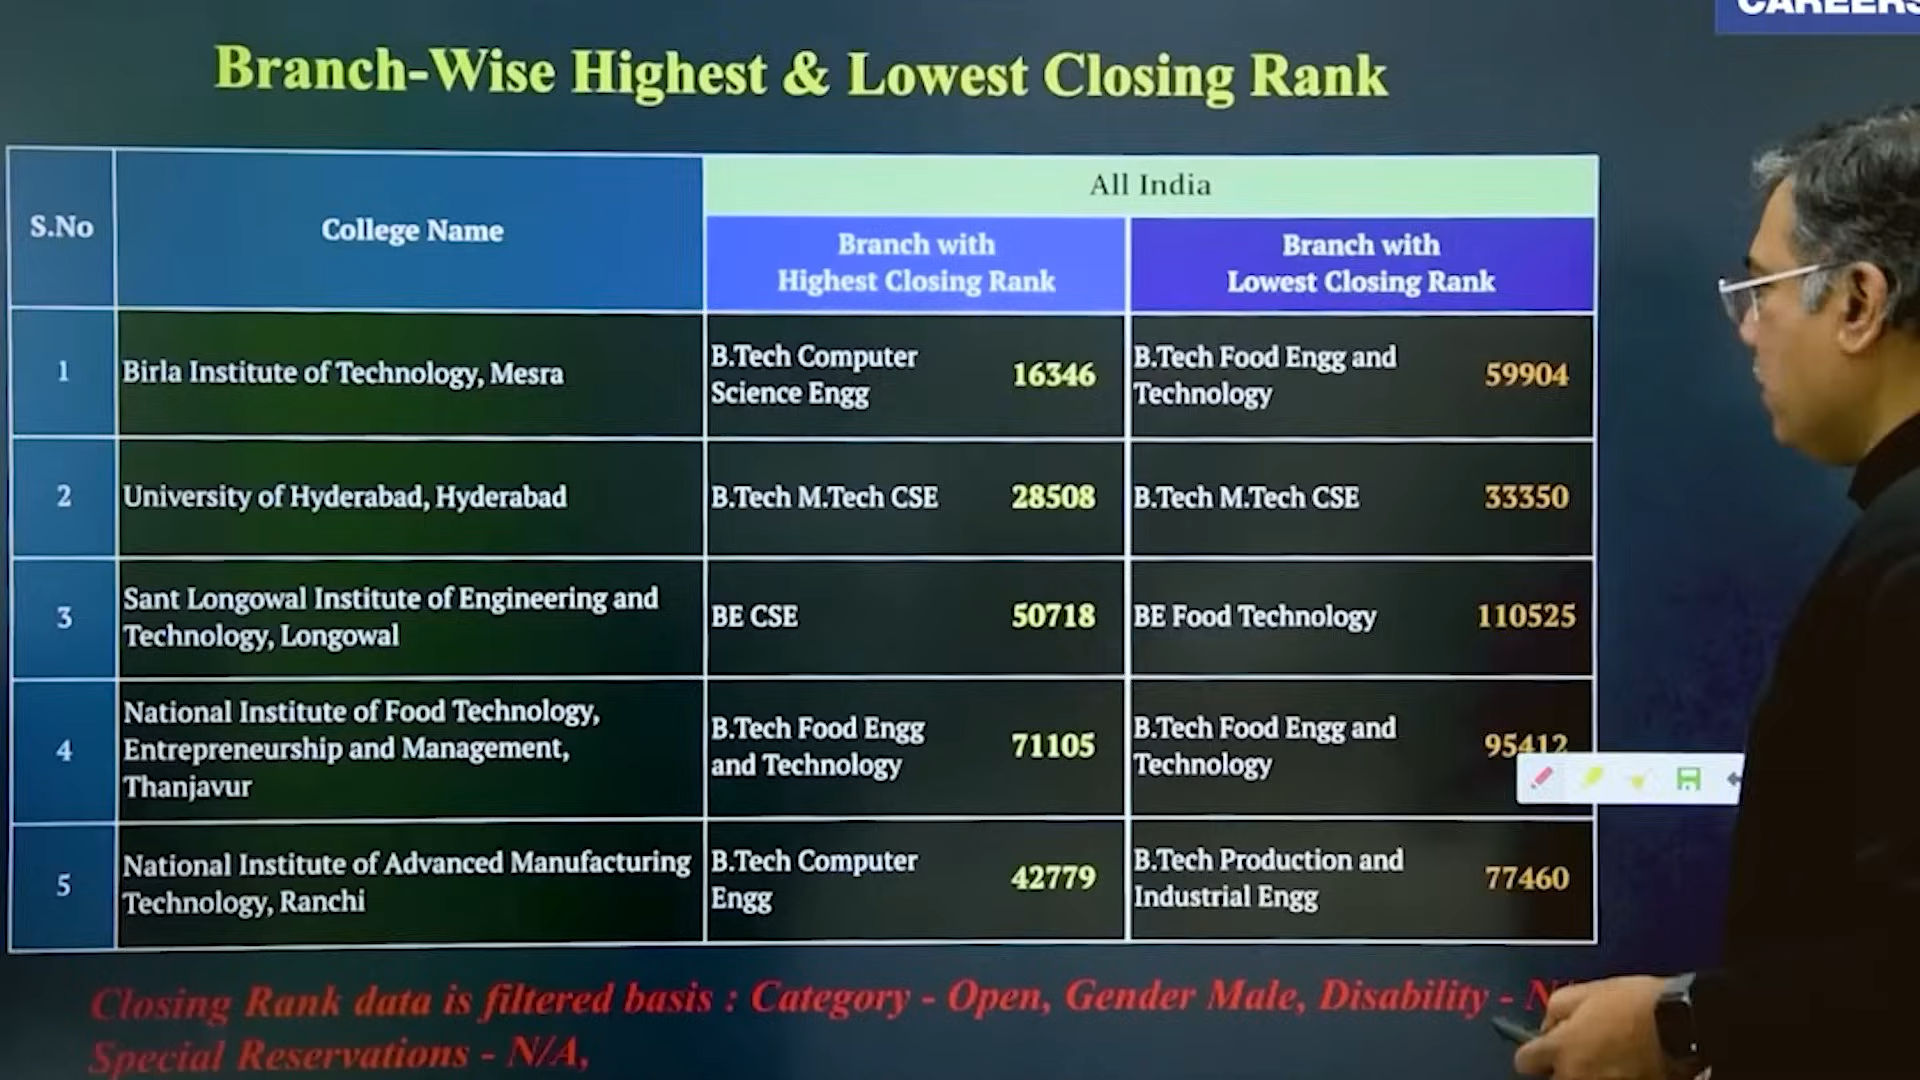 CAREERS
Branch-Wise Highest & Lowest Closing Rank
S.No
College Name
All India
Branch with
Highest Closing Rank
Branch with
Lowest Closing Rank
1
Birla Institute of Technology, Mesra
B.Tech Computer
Science Engg
16346
B.Tech Food Engg and
Technology
59904
2
University of Hyderabad, Hyderabad
B.Tech M.Tech CSE
28508
B.Tech M.Tech CSE
33350
3
Sant Longowal Institute of Engineering and
Technology, Longowal
BE CSE
50718
BE Food Technology
110525
4
National Institute of Food Technology,
Entrepreneurship and Management,
Thanjavur
B.Tech Food Engg
and Technology
71105
B.Tech Food Engg and
Technology
95412
5
National Institute of Advanced Manufacturing
Technology, Ranchi
B.Tech Computer
Engg
42779
B.Tech Production and
Industrial Engg
77460
Closing Rank data is filtered basis : Category - Open, Gender Male, Disability -
Special Reservations - N/A,